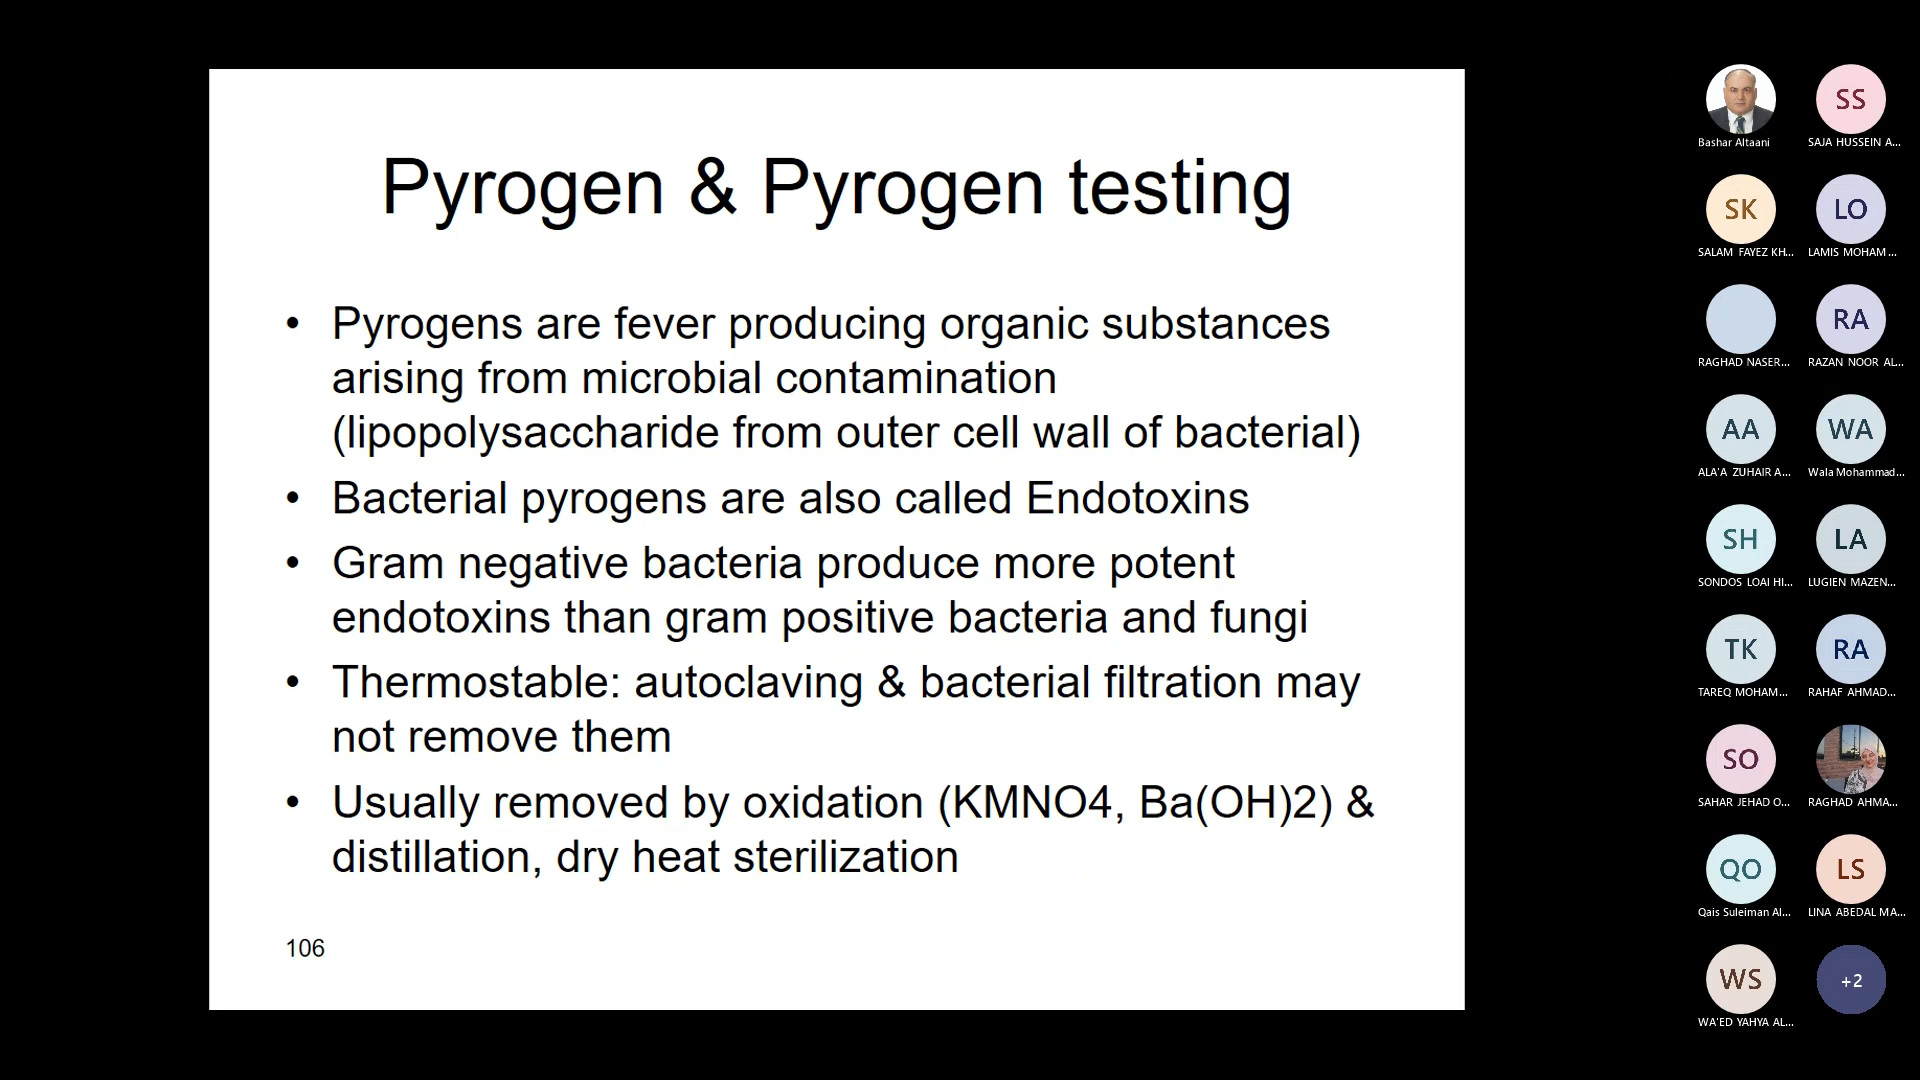 Pyrogen & Pyrogen testing
• Pyrogens are fever producing organic substances
arising from microbial contamination
(lipopolysaccharide from outer cell wall of bacterial)
• Bacterial pyrogens are also called Endotoxins
• Gram negative bacteria produce more potent
endotoxins than gram positive bacteria and fungi
• Thermostable: autoclaving & bacterial filtration may
not remove them
• Usually removed by oxidation (KMNO4, Ba(OH)2) &
distillation, dry heat sterilization
106
Bashar Altaani
SS
SAJA HUSSEIN A...
SK
SALAM FAYEZ KH...
LO
LAMIS MOHAM...
RAGHAD NASER...
RA
RAZAN NOOR AL...
AA
ALA'A ZUHAIR A...
WA
Wala Mohammad...
SH
SONDOS LOAI HI...
LA
LUGIEN MAZEN...
TK
TAREQ MOHAM...
RA
RAHAF AHMAD...
SO
SAHAR JEHAD O...
RAGHAD AHMA...
QO
Qais Suleiman Al...
LS
LINA ABEDAL MA...
WS
WA'ED YAHYA AL...
+2